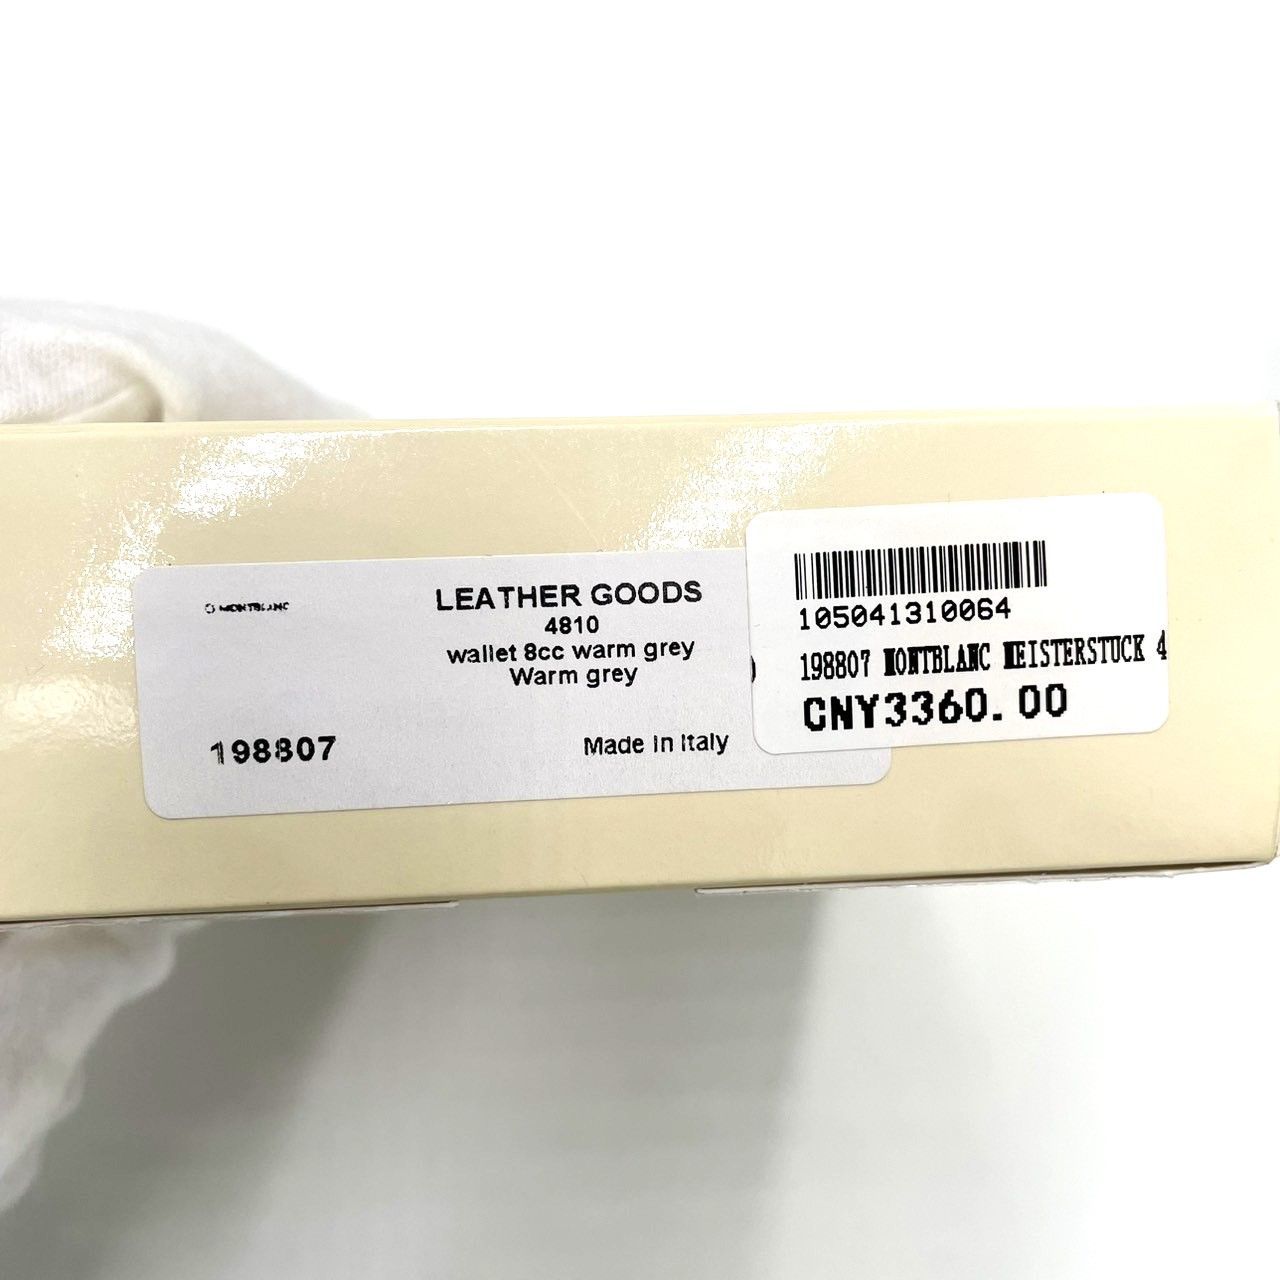 MONTBLANC
LEATHER GOODS
4810
wallet 8cc warm grey
Warm grey
198807
Made in Italy
105041310064
198807 MONTBLANC MEISTERSTUCK 4
CNY3360.00